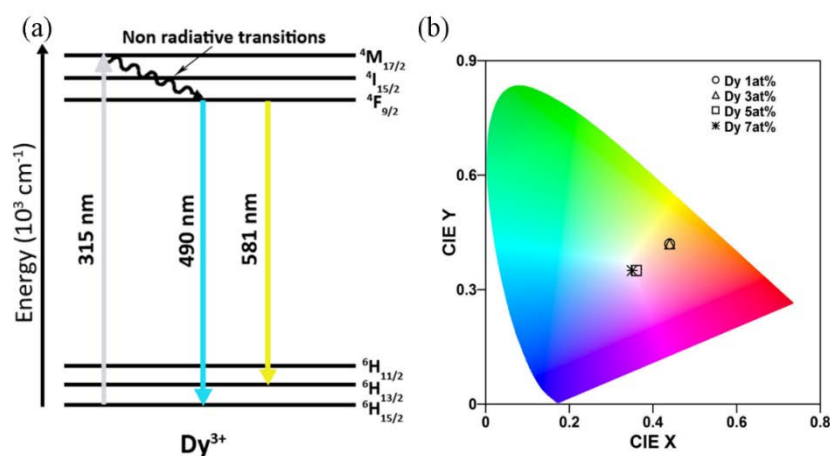 (a)
Non radiative transitions
⁴M₁₇/₂
⁴I₁₅/₂
⁴F₉/₂
Energy (10³ cm⁻¹)
315 nm
490 nm
581 nm
⁶H₁₁/₂
⁶H₁₃/₂
⁶H₁₅/₂
Dy³⁺
(b)
0.9
0.6
0.3
0
0.2
0.4
0.6
0.8
CIE Y
CIE X
Dy 1at%
Dy 3at%
Dy 5at%
Dy 7at%